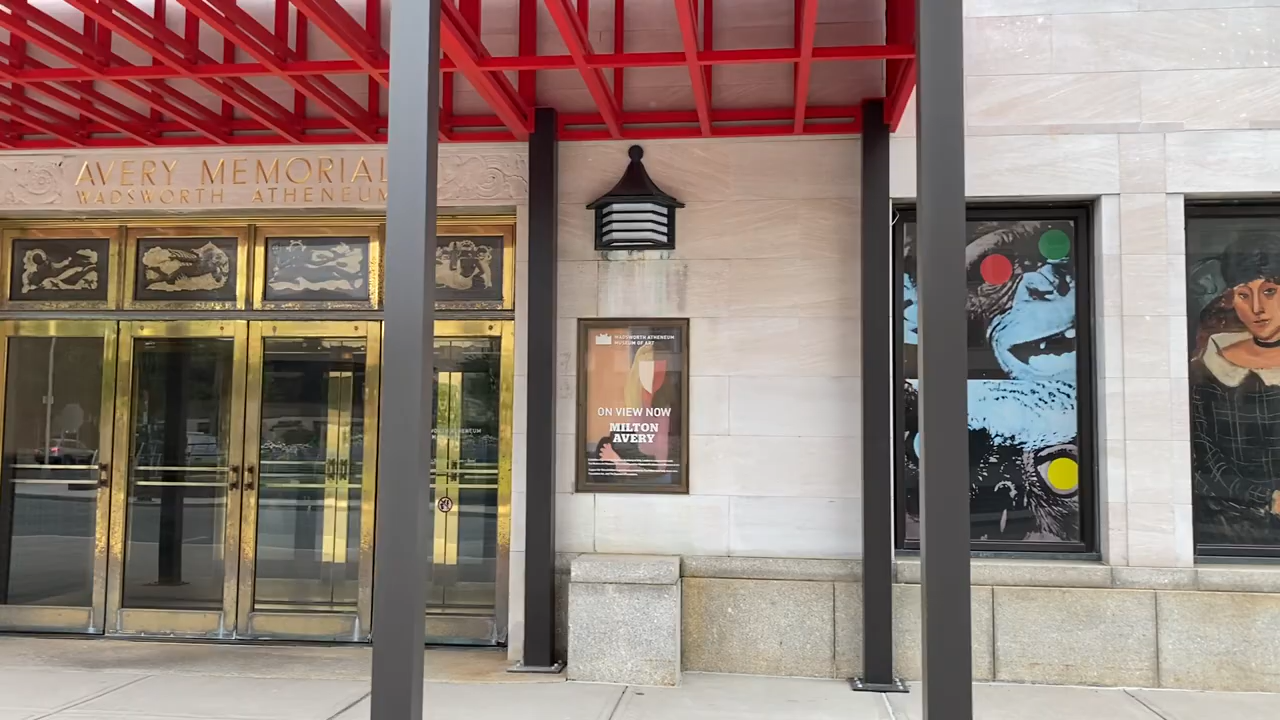 AVERY MEMORIAL
WADSWORTH ATHENEUM
WADSWORTH ATHENEUM
MUSEUM OF ART
ON VIEW NOW
MILTON
AVERY